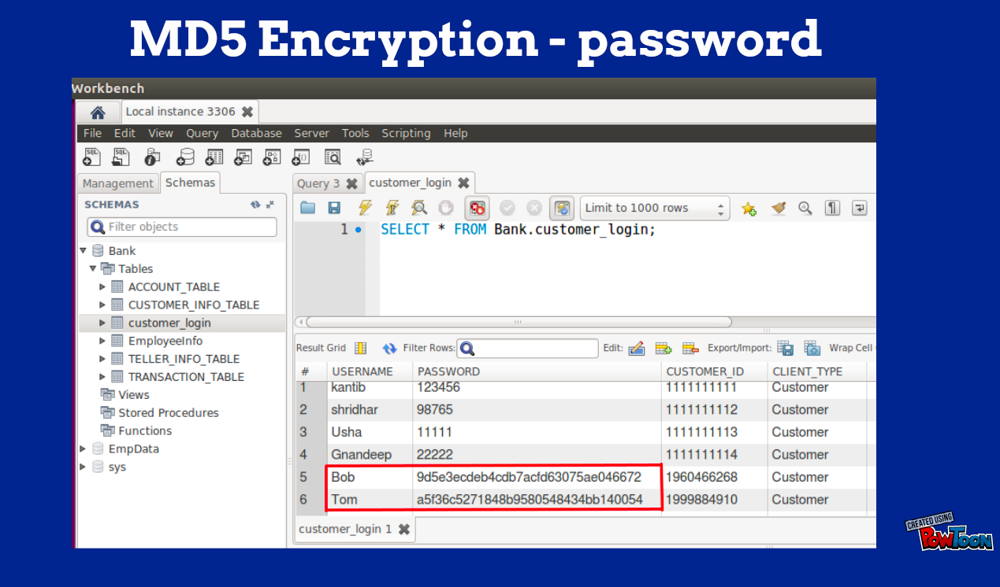 MD5 Encryption - password
Workbench
Local instance 3306
File Edit View Query Database Server Tools Scripting Help
Management Schemas
SCHEMAS
Filter objects
Bank
Tables
ACCOUNT_TABLE
CUSTOMER_INFO_TABLE
customer_login
EmployeeInfo
TELLER_INFO_TABLE
TRANSACTION_TABLE
Views
Stored Procedures
Functions
EmpData
sys
Query 3 customer_login
Limit to 1000 rows
1 SELECT * FROM Bank.customer_login;
Result Grid Filter Rows: Edit: Export/Import: Wrap Cell
# USERNAME PASSWORD CUSTOMER_ID CLIENT_TYPE
1 kantib 123456 1111111111 Customer
2 shridhar 98765 1111111112 Customer
3 Usha 11111 1111111113 Customer
4 Gnandeep 22222 1111111114 Customer
5 Bob 9d5e3ecdeb4cdb7acfd63075ae046672 1960466268 Customer
6 Tom a5f36c5271848b9580548434bb140054 1999884910 Customer
customer_login 1
CREATED USING
POWTOON